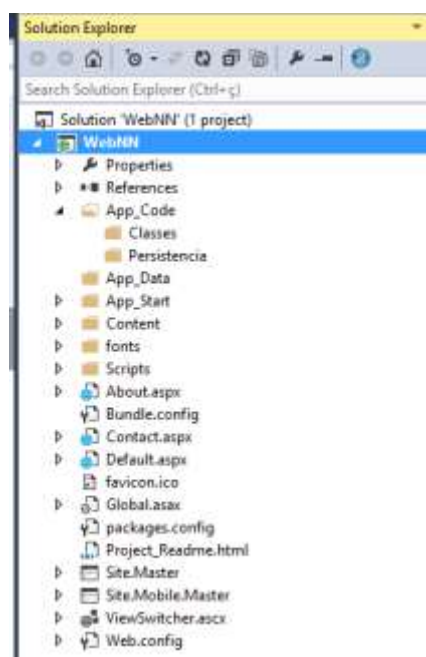 Solution Explorer
Search Solution Explorer (Ctrl+ç)
Solution 'WebNN' (1 project)
WebNN
Properties
References
App_Code
Classes
Persistencia
App_Data
App_Start
Content
fonts
Scripts
About.aspx
Bundle.config
Contact.aspx
Default.aspx
favicon.ico
Global.asax
packages.config
Project_Readme.html
Site.Master
Site.Mobile.Master
ViewSwitcher.ascx
Web.config